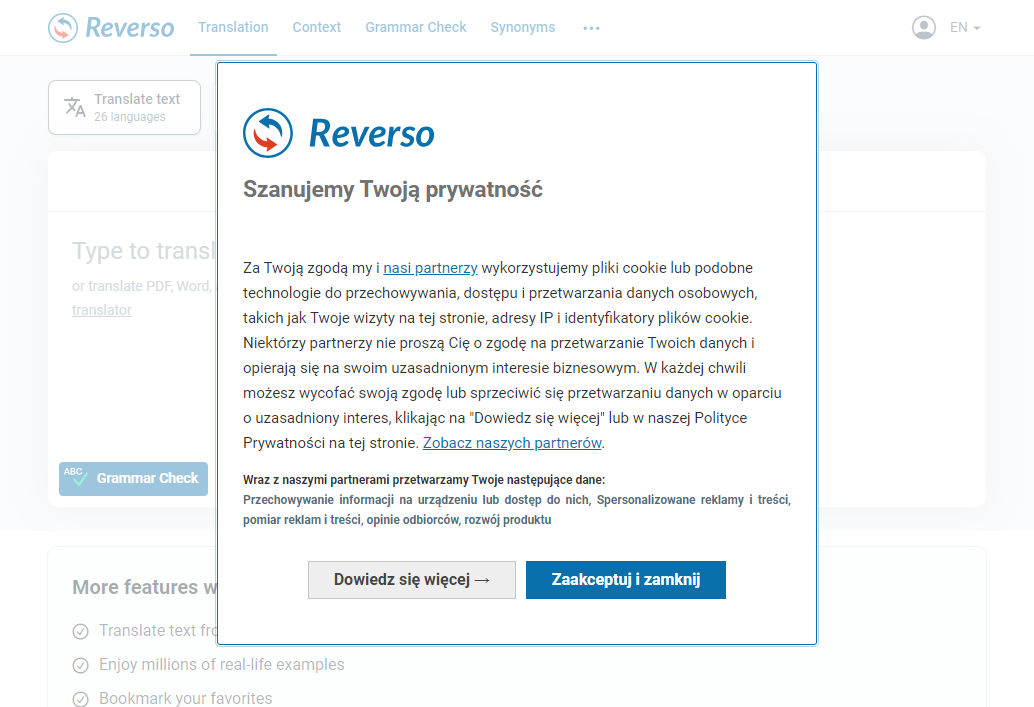 Reverso
Translation
Context
Grammar Check
Synonyms
EN
Translate text
26 languages
Type to transl
or translate PDF, Word,
translator
ABC
Grammar Check
More features w
Translate text fro
Enjoy millions of real-life examples
Bookmark your favorites
Reverso
Szanujemy Twoją prywatność
Za Twoją zgodą my i nasi partnerzy wykorzystujemy pliki cookie lub podobne
technologie do przechowywania, dostępu i przetwarzania danych osobowych,
takich jak Twoje wizyty na tej stronie, adresy IP i identyfikatory plików cookie.
Niektórzy partnerzy nie proszą Cię o zgodę na przetwarzanie Twoich danych i
opierają się na swoim uzasadnionym interesie biznesowym. W każdej chwili
możesz wycofać swoją zgodę lub sprzeciwić się przetwarzaniu danych w oparciu
o uzasadniony interes, klikając na "Dowiedz się więcej" lub w naszej Polityce
Prywatności na tej stronie. Zobacz naszych partnerów.
Wraz z naszymi partnerami przetwarzamy Twoje następujące dane:
Przechowywanie informacji na urządzeniu lub dostęp do nich, Spersonalizowane reklamy i treści,
pomiar reklam i treści, opinie odbiorców, rozwój produktu
Dowiedz się więcej →
Zaakceptuj i zamknij